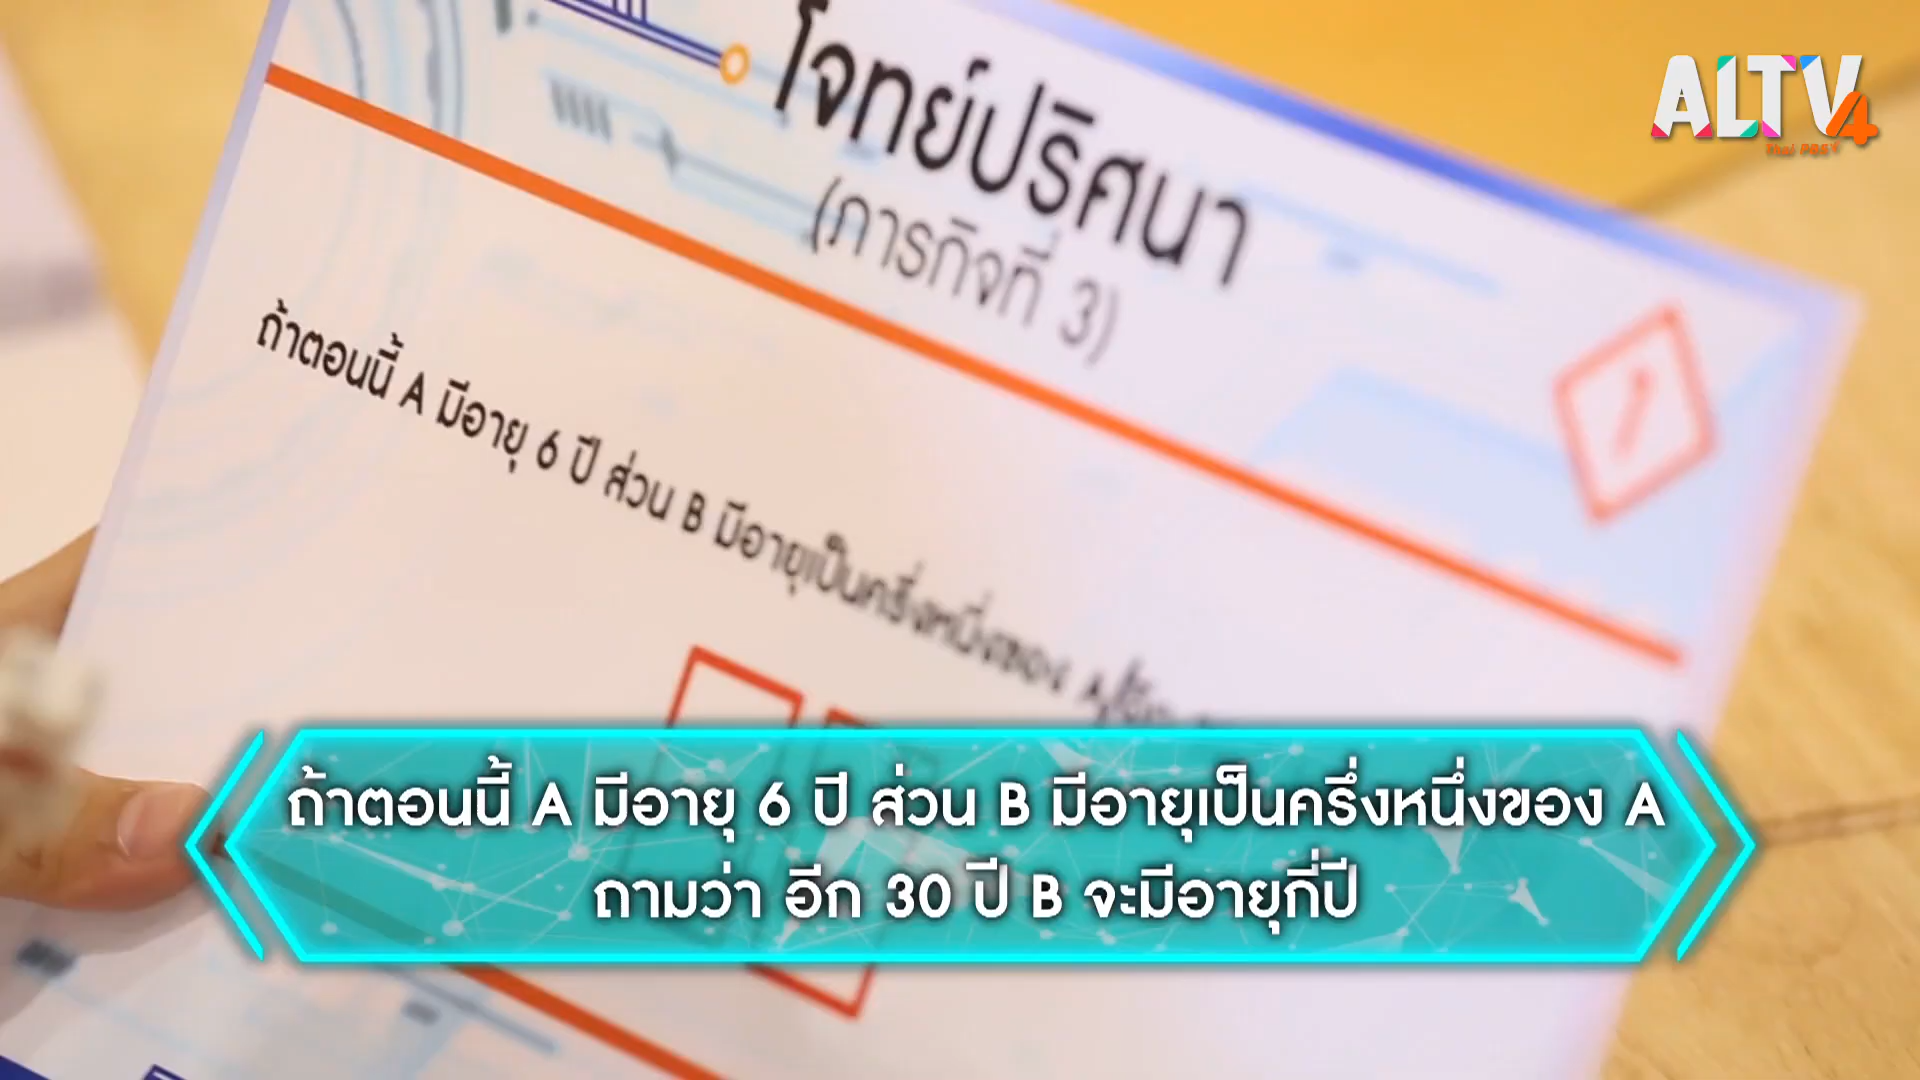 ALTV4
Thai PBS
โจทย์ปริศนา
(ภารกิจที่ 3)
ถ้าตอนนี้ A มีอายุ 6 ปี ส่วน B มีอายุเป็นครึ่งหนึ่งของ A
ถ้าตอนนี้ A มีอายุ 6 ปี ส่วน B มีอายุเป็นครึ่งหนึ่งของ A
ถามว่า อีก 30 ปี B จะมีอายุกี่ปี